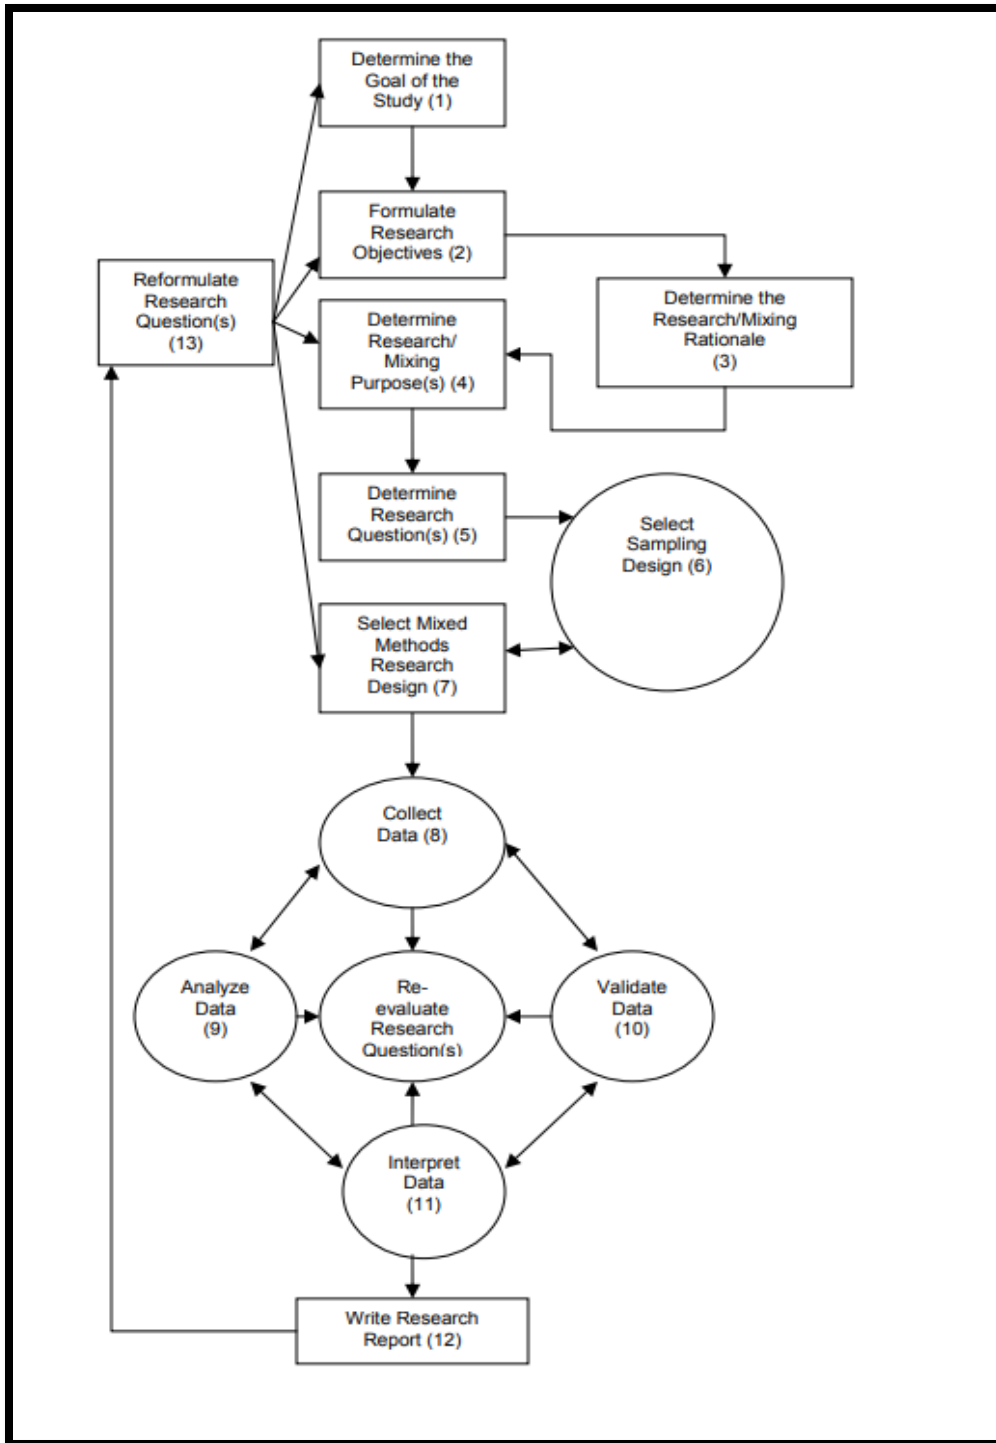 Determine the
Goal of the
Study (1)
Formulate
Research
Objectives (2)
Reformulate
Research
Question(s)
(13)
Determine
Research/
Mixing
Purpose(s) (4)
Determine the
Research/Mixing
Rationale
(3)
Determine
Research
Question(s) (5)
Select
Sampling
Design (6)
Select Mixed
Methods
Research
Design (7)
Collect
Data (8)
Analyze
Data
(9)
Re-
evaluate
Research
Question(s)
Validate
Data
(10)
Interpret
Data
(11)
Write Research
Report (12)